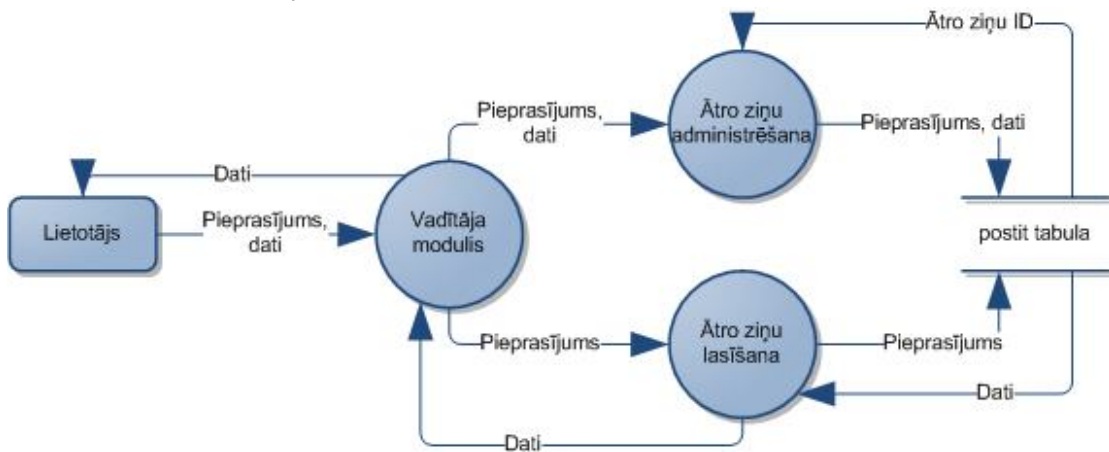 Ātro ziņu ID
Pieprasījums,
dati
Ātro ziņu
administrēšana
Pieprasījums, dati
Dati
Lietotājs
Pieprasījums,
dati
Vadītāja
modulis
postit tabula
Pieprasījums
Ātro ziņu
lasīšana
Pieprasījums
Dati
Dati